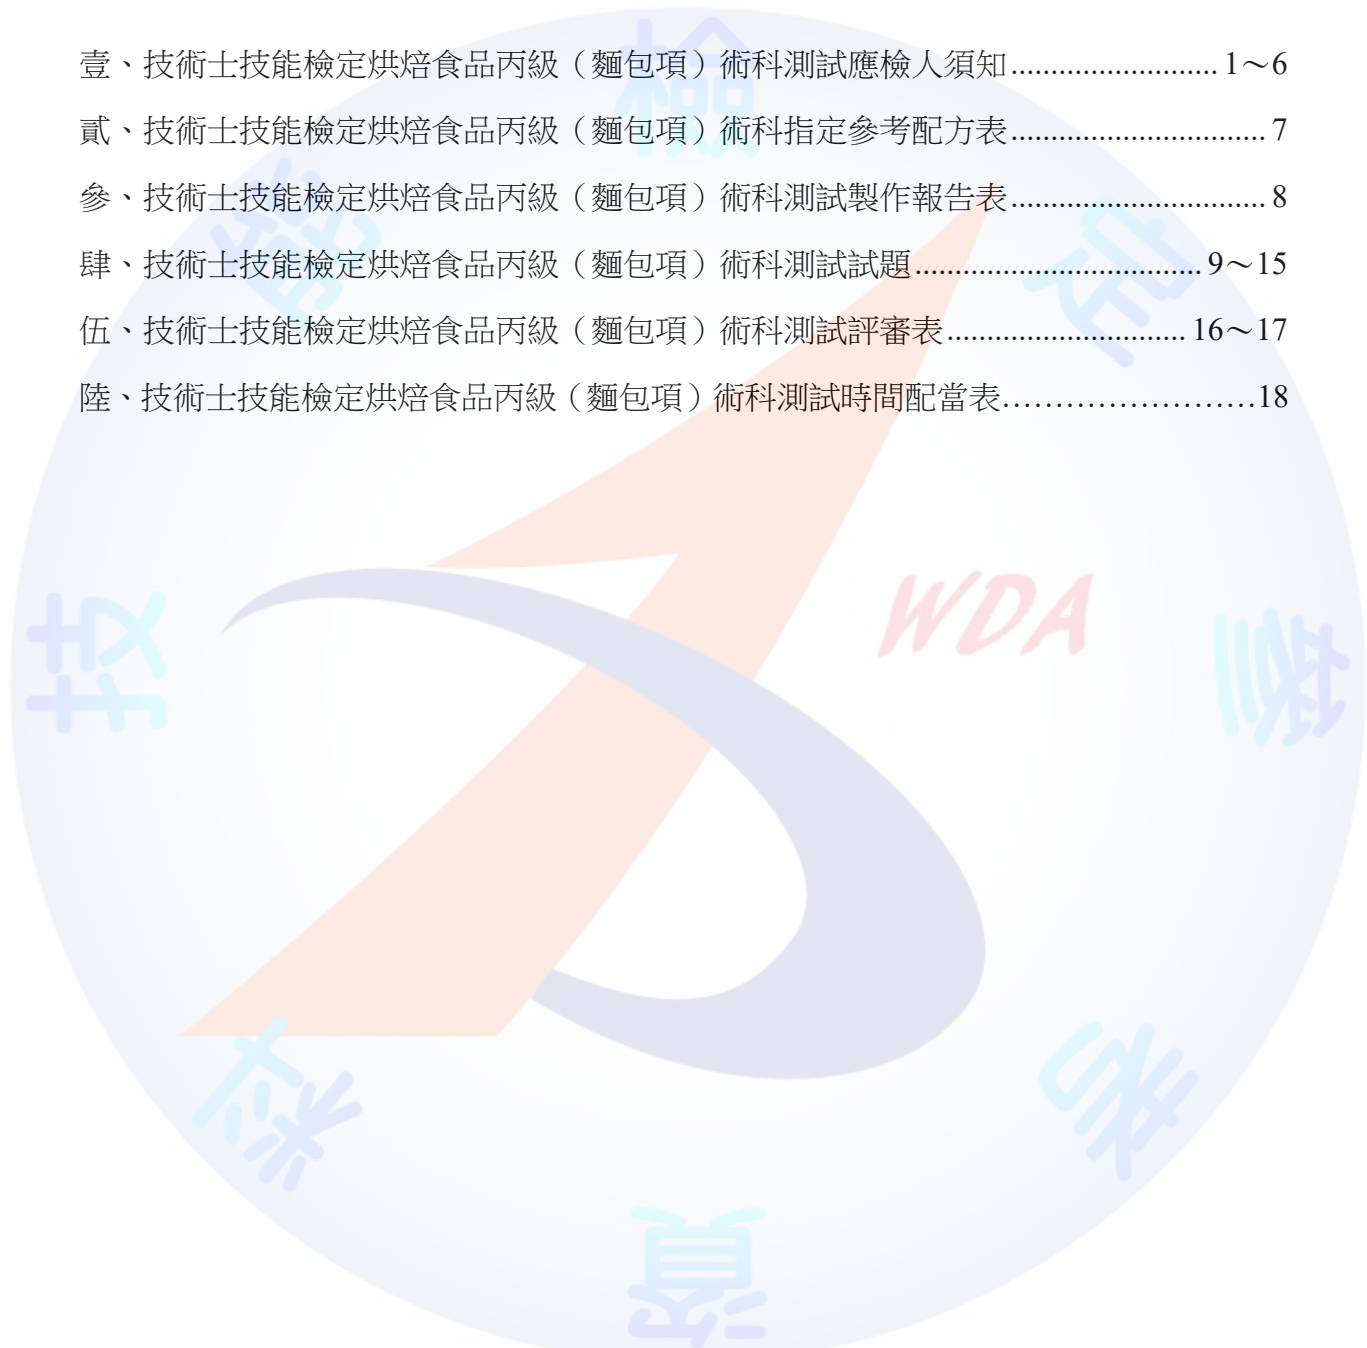 壹、技術士技能檢定烘焙食品丙級（麵包項）術科測試應檢人須知......................... 1～6
貳、技術士技能檢定烘焙食品丙級（麵包項）術科指定參考配方表................................ 7
參、技術士技能檢定烘焙食品丙級（麵包項）術科測試製作報告表................................ 8
肆、技術士技能檢定烘焙食品丙級（麵包項）術科測試試題.................................. 9～15
伍、技術士技能檢定烘焙食品丙級（麵包項）術科測試評審表............................ 16～17
陸、技術士技能檢定烘焙食品丙級（麵包項）術科測試時間配當表........................18
WDA
技能檢定參考資料